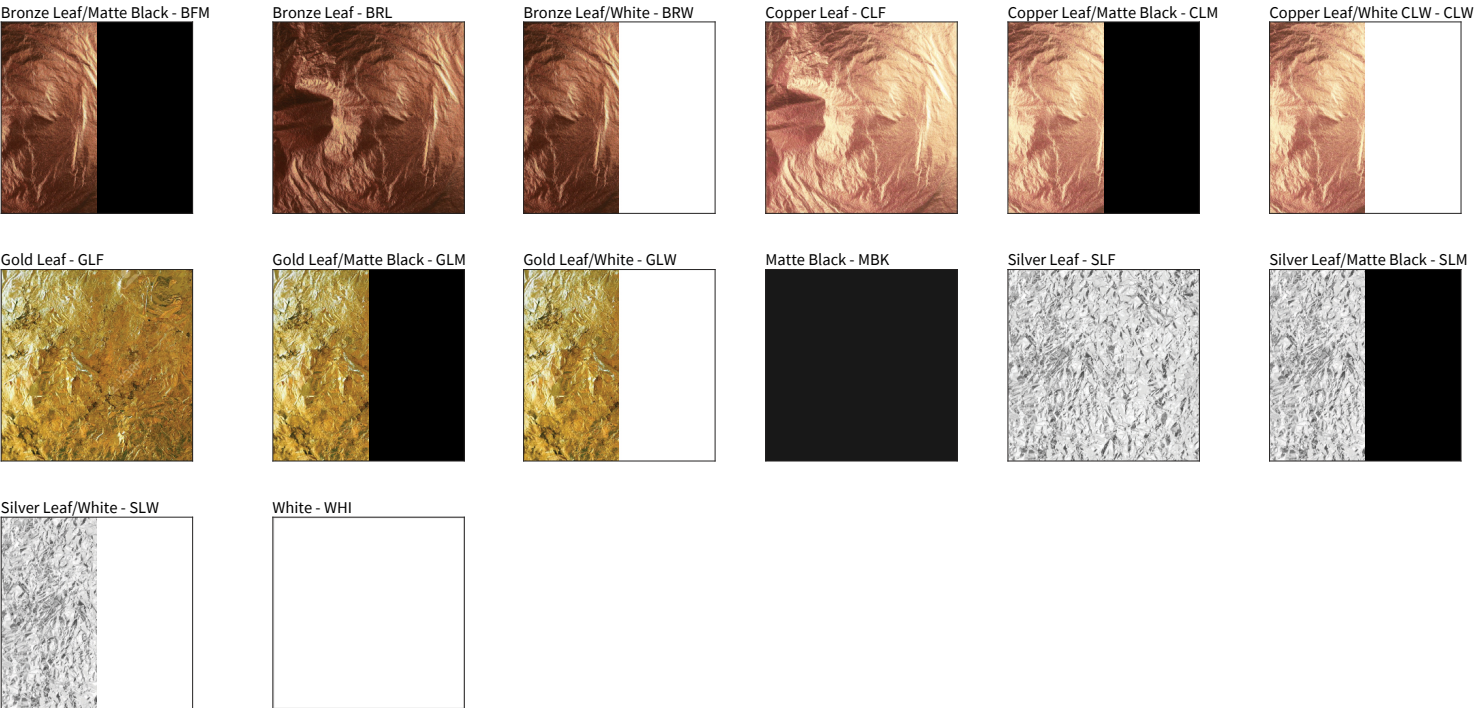 Bronze Leaf/Matte Black - BFM
Bronze Leaf - BRL
Bronze Leaf/White - BRW
Copper Leaf - CLF
Copper Leaf/Matte Black - CLM
Copper Leaf/White CLW - CLW
Gold Leaf - GLF
Gold Leaf/Matte Black - GLM
Gold Leaf/White - GLW
Matte Black - MBK
Silver Leaf - SLF
Silver Leaf/Matte Black - SLM
Silver Leaf/White - SLW
White - WHI